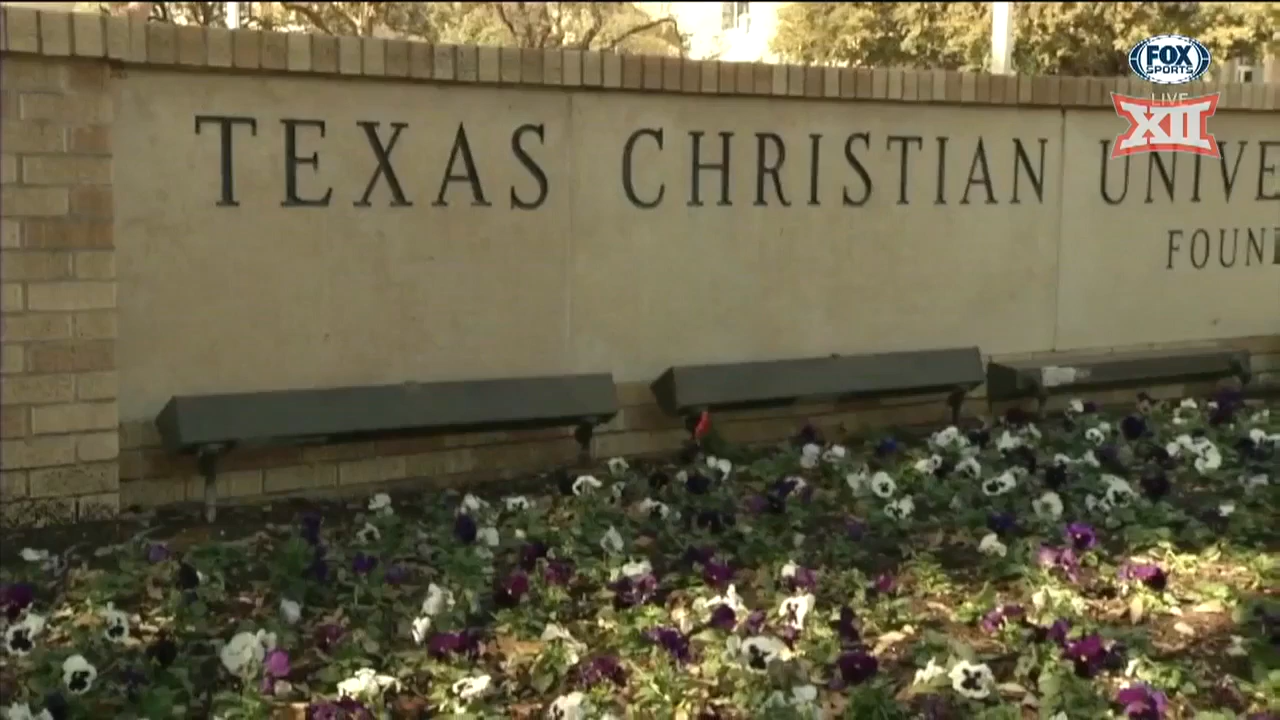 FOX
SPORTS
LIVE
XII
TEXAS CHRISTIAN UNIVE
FOUN